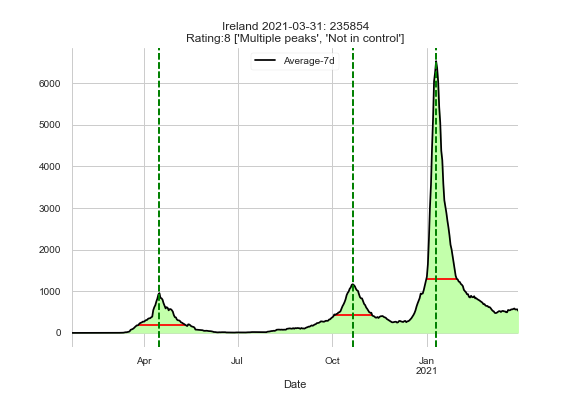 Ireland 2021-03-31: 235854
Rating:8 ['Multiple peaks', 'Not in control']
Average-7d
6000
5000
4000
3000
2000
1000
0
Apr Jul Oct Jan
2021
Date